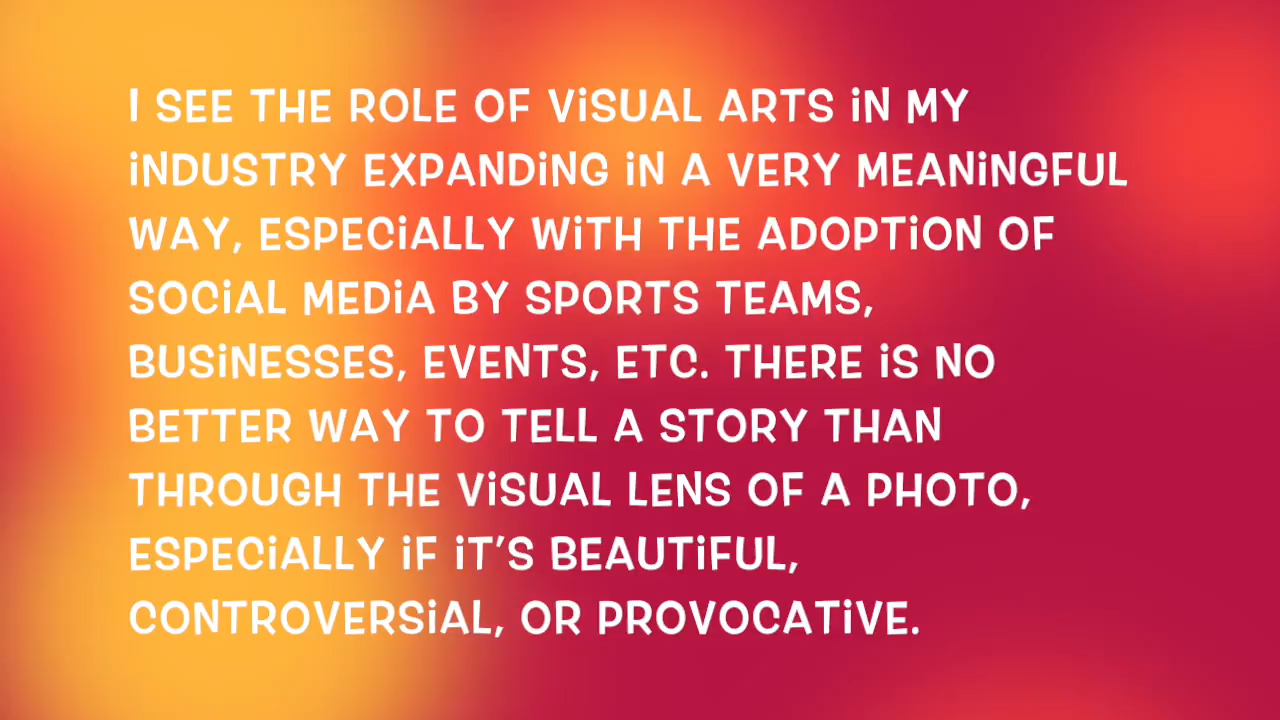 I SEE THE ROLE OF ViSUAL ARTS iN MY
iNDUSTRY EXPANDiNG iN A VERY MEANiNGFUL
WAY, ESPECiALLY WiTH THE ADOPTiON OF
SOCiAL MEDiA BY SPORTS TEAMS,
BUSiNESSES, EVENTS, ETC. THERE iS NO
BETTER WAY TO TELL A STORY THAN
THROUGH THE ViSUAL LENS OF A PHOTO,
ESPECiALLY iF iT'S BEAUTiFUL,
CONTROVERSiAL, OR PROVOCATiVE.